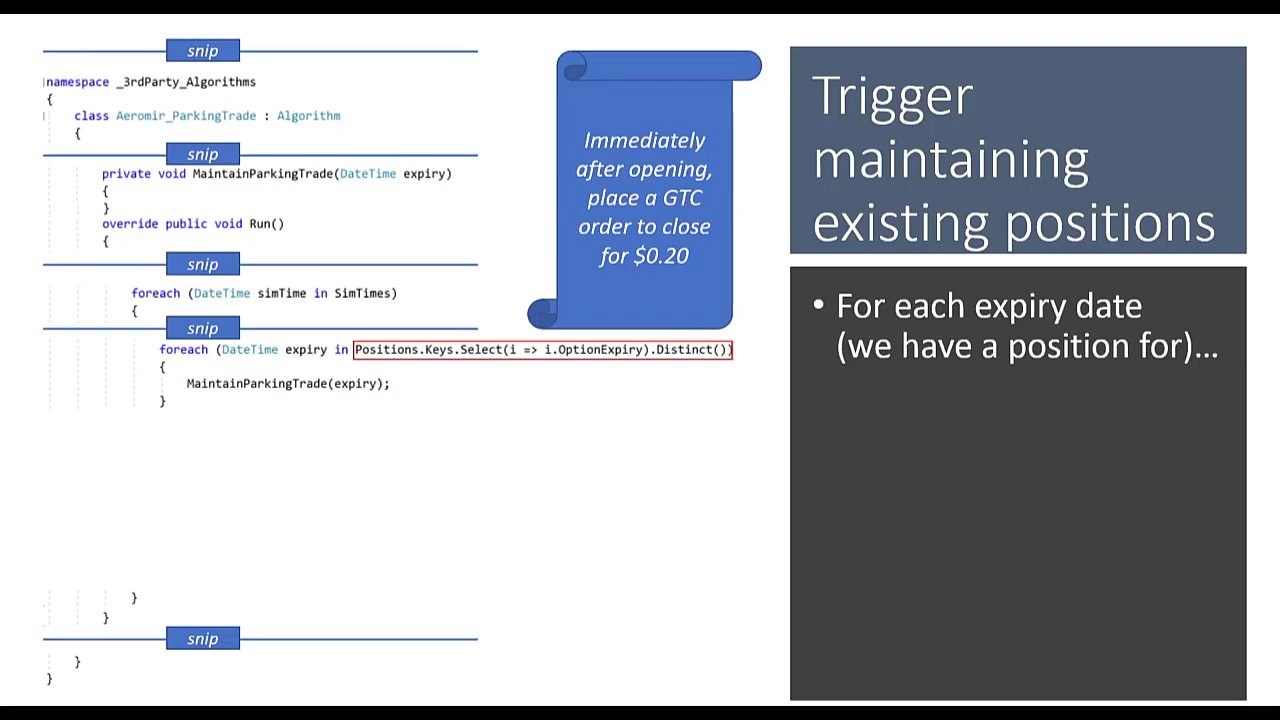 snip
namespace _3rdParty_Algorithms
{
class Aeromir_ParkingTrade : Algorithm
{
snip
private void MaintainParkingTrade(DateTime expiry)
{
}
override public void Run()
{
snip
foreach (DateTime simTime in SimTimes)
{
snip
foreach (DateTime expiry in Positions.Keys.Select(i => i.OptionExpiry).Distinct())
{
MaintainParkingTrade(expiry);
}
}
}
snip
}
}
Immediately
after opening,
place a GTC
order to close
for $0.20
Trigger
maintaining
existing positions
• For each expiry date
(we have a position for)...